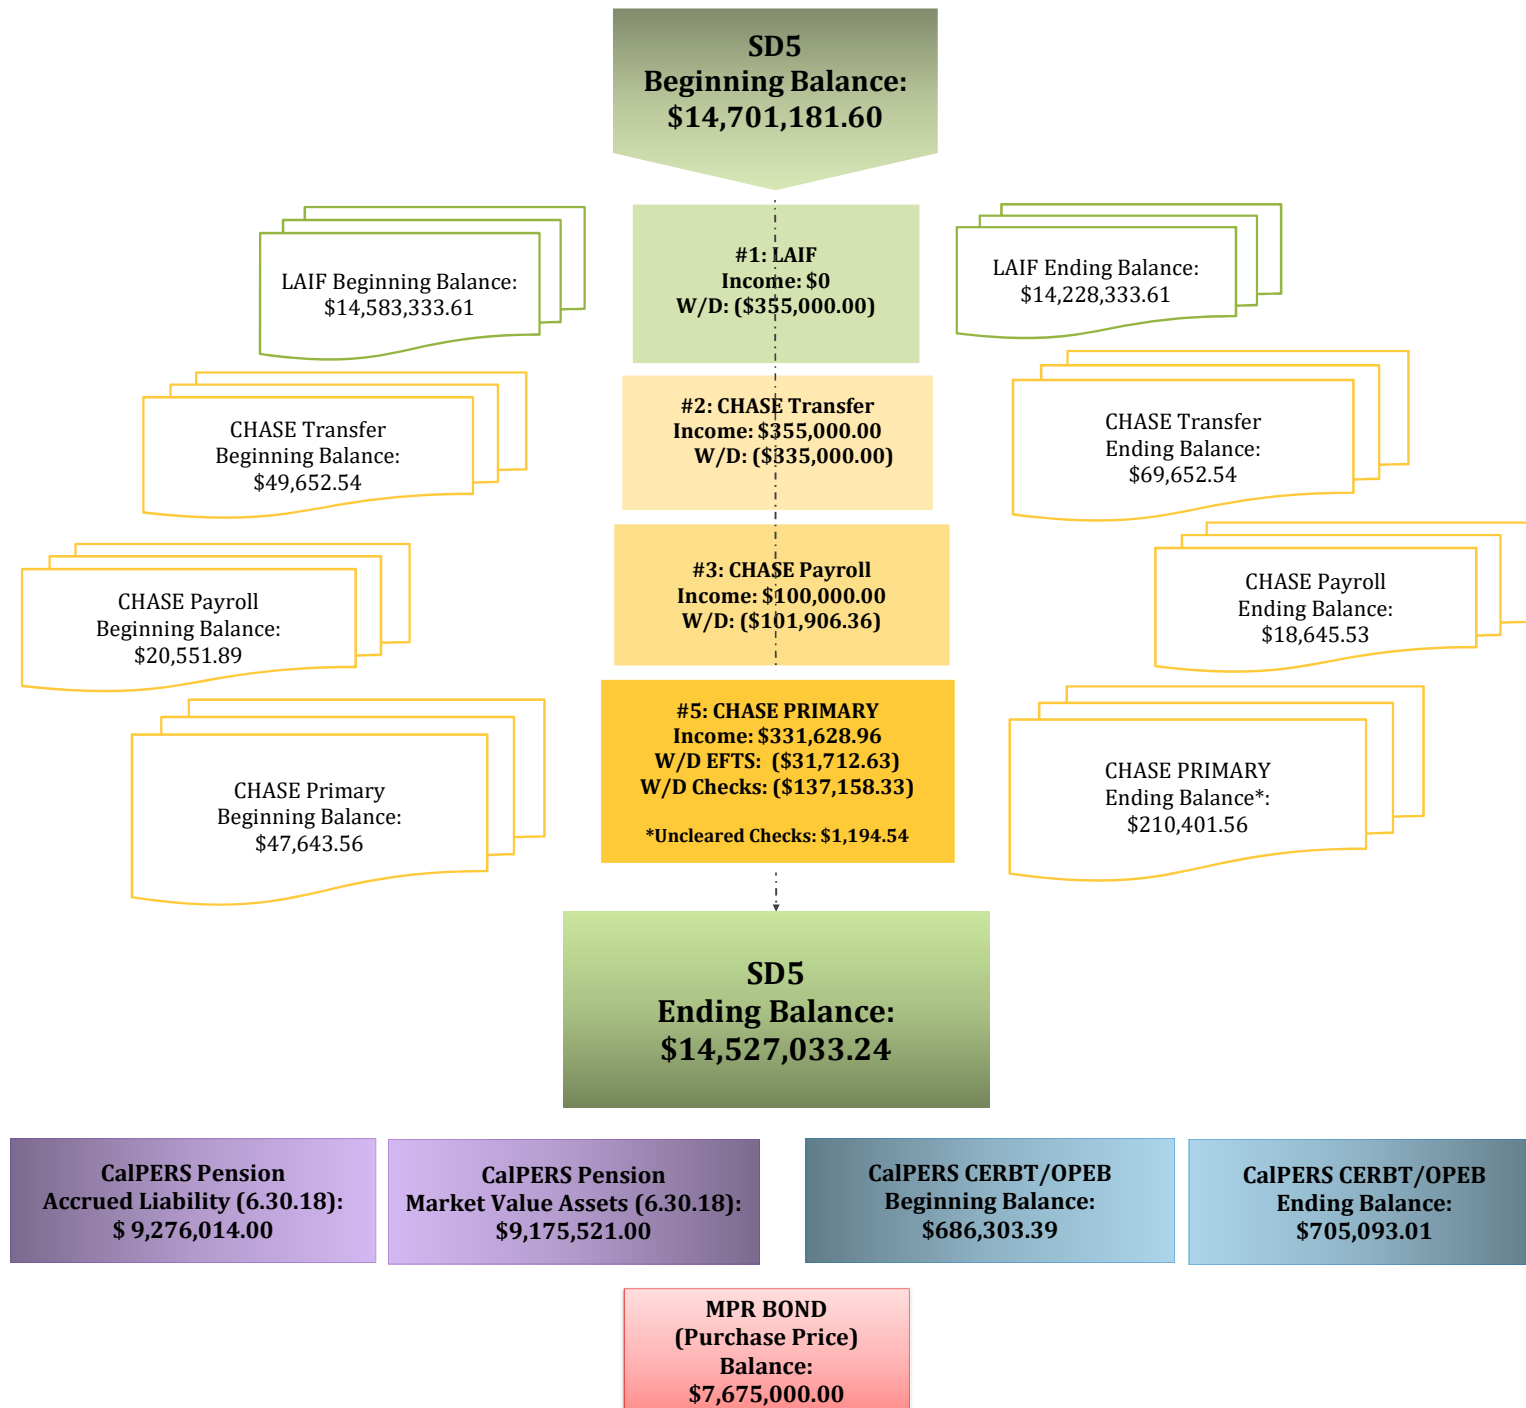 SD5
Beginning Balance:
$14,701,181.60
LAIF Beginning Balance:
$14,583,333.61
#1: LAIF
Income: $0
W/D: ($355,000.00)
LAIF Ending Balance:
$14,228,333.61
CHASE Transfer
Beginning Balance:
$49,652.54
#2: CHASE Transfer
Income: $355,000.00
W/D: ($335,000.00)
CHASE Transfer
Ending Balance:
$69,652.54
CHASE Payroll
Beginning Balance:
$20,551.89
#3: CHASE Payroll
Income: $100,000.00
W/D: ($101,906.36)
CHASE Payroll
Ending Balance:
$18,645.53
CHASE Primary
Beginning Balance:
$47,643.56
#5: CHASE PRIMARY
Income: $331,628.96
W/D EFTS: ($31,712.63)
W/D Checks: ($137,158.33)
*Uncleared Checks: $1,194.54
CHASE PRIMARY
Ending Balance*:
$210,401.56
SD5
Ending Balance:
$14,527,033.24
CalPERS Pension
Accrued Liability (6.30.18):
$ 9,276,014.00
CalPERS Pension
Market Value Assets (6.30.18):
$9,175,521.00
CalPERS CERBT/OPEB
Beginning Balance:
$686,303.39
CalPERS CERBT/OPEB
Ending Balance:
$705,093.01
MPR BOND
(Purchase Price)
Balance:
$7,675,000.00